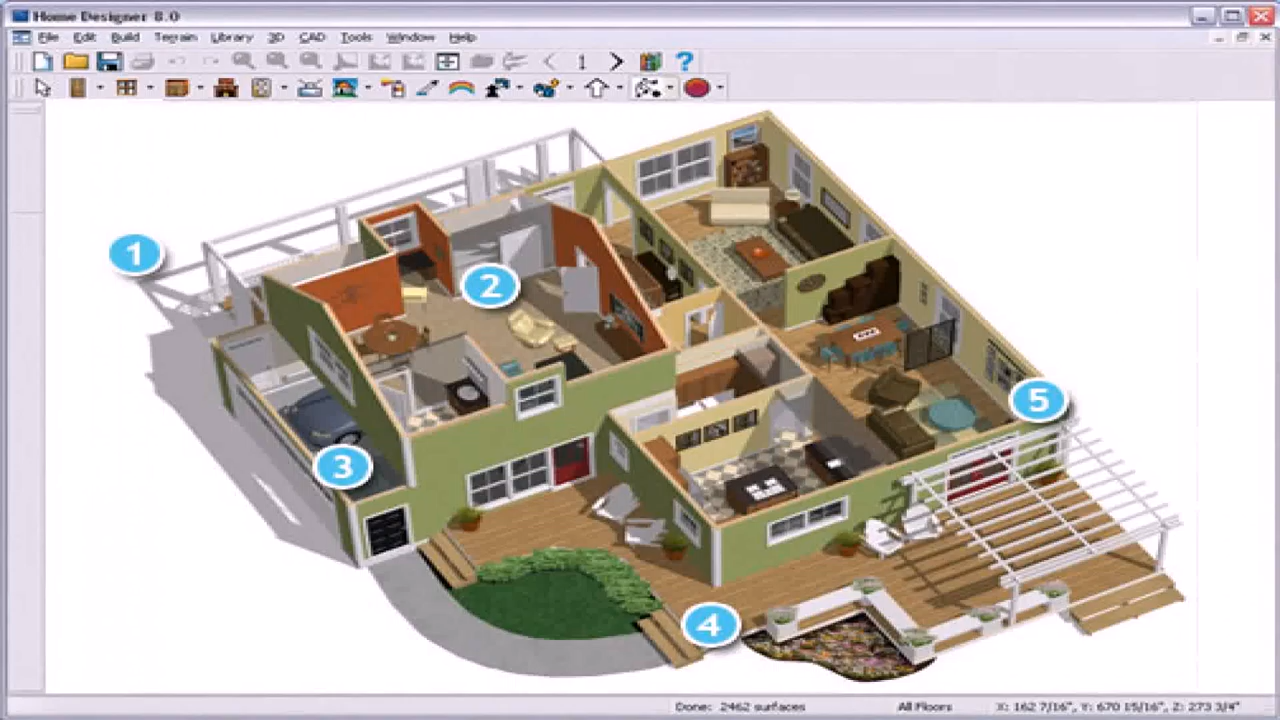 Home Designer 8.0
File Edit Build Terrain Library 3D CAD Tools Window Help
1
1
2
3
4
5
Done: 2462 surfaces All Floors X: 162 7/16", Y: 670 15/16", Z: 273 3/4"